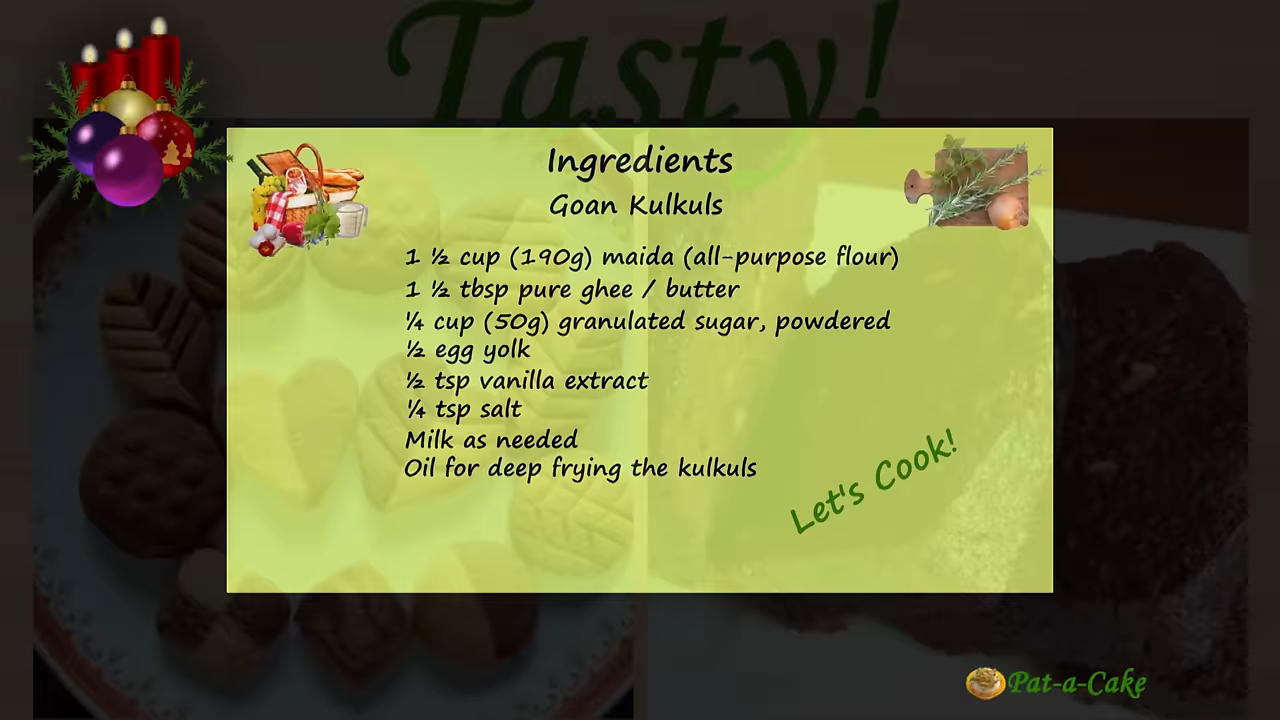 Tasty!
Ingredients
Goan Kulkuls
1 ½ cup (190g) maida (all-purpose flour)
1 ½ tbsp pure ghee / butter
¼ cup (50g) granulated sugar, powdered
½ egg yolk
½ tsp vanilla extract
¼ tsp salt
Milk as needed
Oil for deep frying the kulkuls
Let's Cook!
Pat-a-Cake